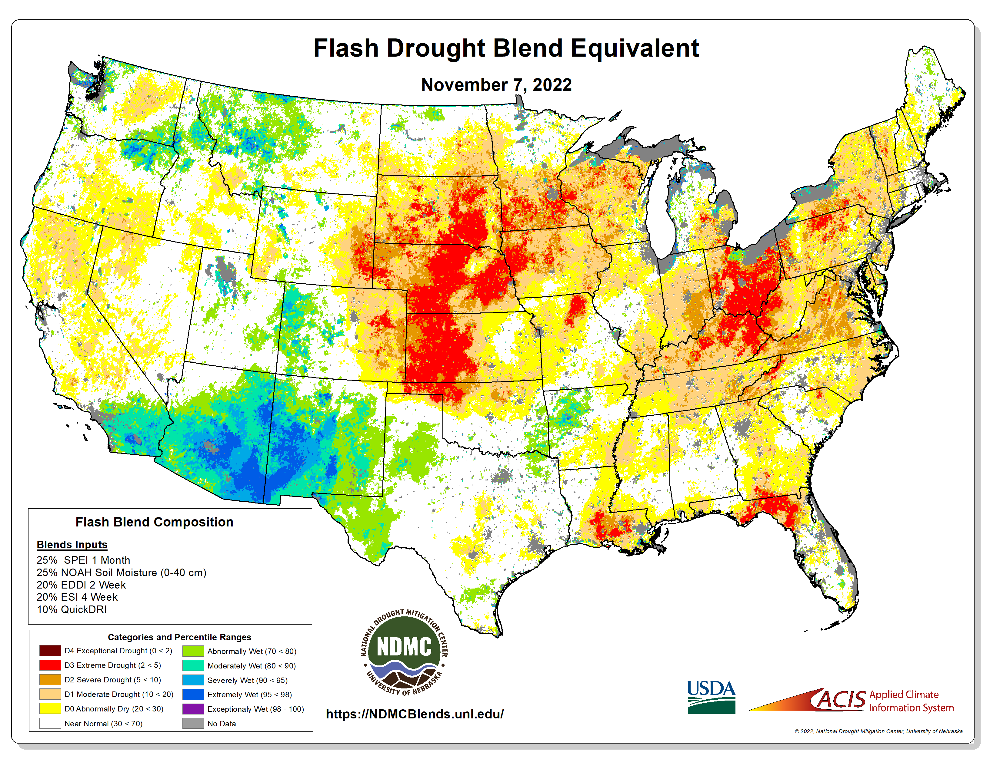 Flash Drought Blend Equivalent
November 7, 2022
Flash Blend Composition
Blends Inputs
25%  SPEI 1 Month
25% NOAH Soil Moisture (0-40 cm)
20% EDDI 2 Week
20% ESI 4 Week
10% QuickDRI
Categories and Percentile Ranges
D4 Exceptional Drought (0 < 2)
D3 Extreme Drought (2 < 5)
D2 Severe Drought (5 < 10)
D1 Moderate Drought (10 < 20)
D0 Abnormally Dry (20 < 30)
Near Normal (30 < 70)
Abnormally Wet (70 < 80)
Moderately Wet (80 < 90)
Severely Wet (90 < 95)
Extremely Wet (95 < 98)
Exceptionaly Wet (98 - 100)
No Data
NATIONAL DROUGHT MITIGATION CENTER
NDMC
UNIVERSITY OF NEBRASKA
https://NDMCBlends.unl.edu/
USDA
ACIS
Applied Climate
Information System
© 2022, National Drought Mitigation Center, University of Nebraska